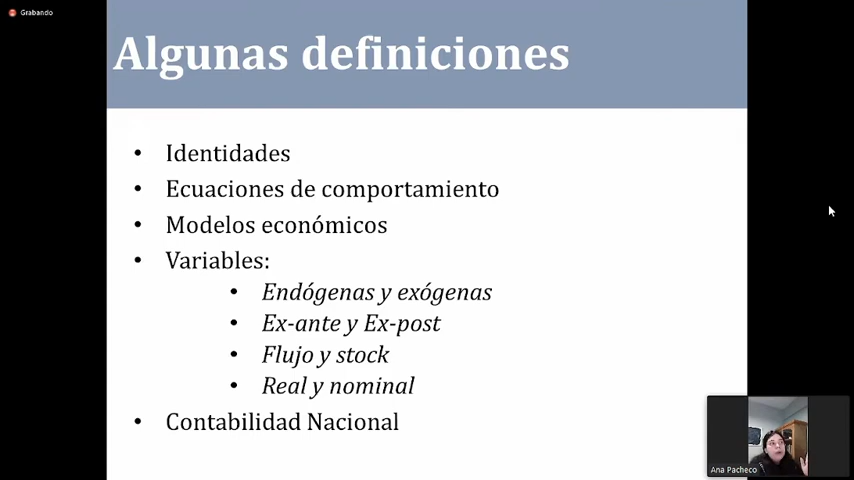 Grabando
Algunas definiciones
• Identidades
• Ecuaciones de comportamiento
• Modelos económicos
• Variables:
• Endógenas y exógenas
• Ex-ante y Ex-post
• Flujo y stock
• Real y nominal
• Contabilidad Nacional
Ana Pacheco